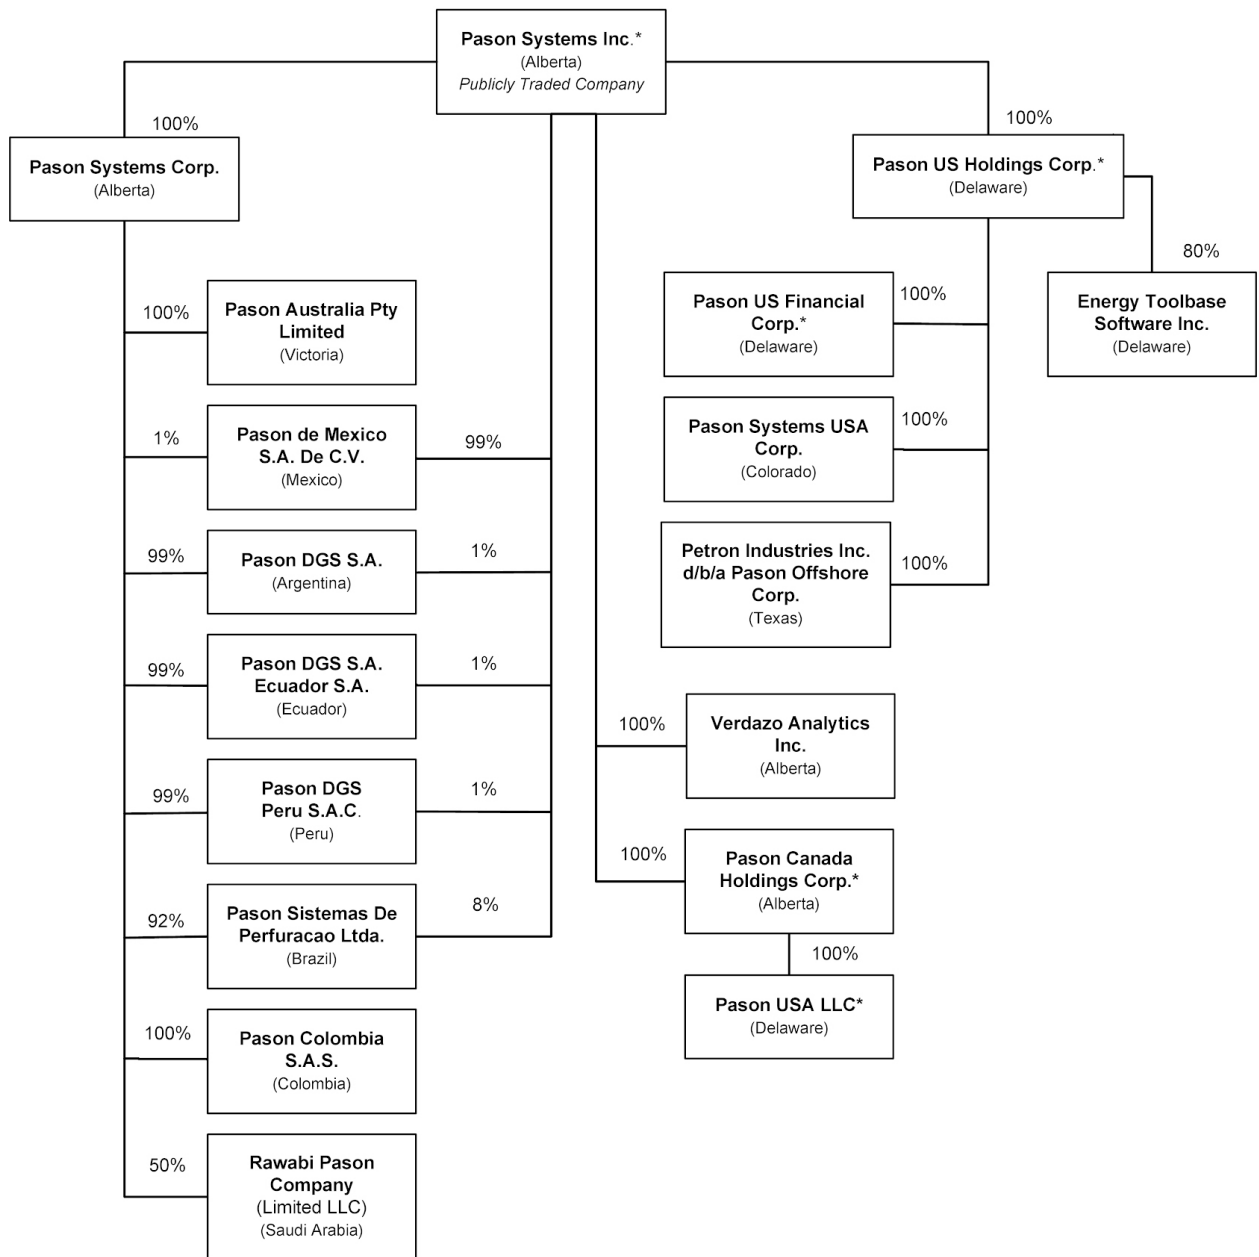 Pason Systems Inc.*
(Alberta)
Publicly Traded Company
100%
Pason Systems Corp.
(Alberta)
100%
Pason US Holdings Corp.*
(Delaware)
80%
Energy Toolbase
Software Inc.
(Delaware)
100%
Pason Australia Pty
Limited
(Victoria)
1%
Pason de Mexico
S.A. De C.V.
(Mexico)
99%
99%
Pason DGS S.A.
(Argentina)
1%
99%
Pason DGS S.A.
Ecuador S.A.
(Ecuador)
1%
99%
Pason DGS
Peru S.A.C.
(Peru)
1%
92%
Pason Sistemas De
Perfuracao Ltda.
(Brazil)
8%
100%
Pason Colombia
S.A.S.
(Colombia)
50%
Rawabi Pason
Company
(Limited LLC)
(Saudi Arabia)
Pason US Financial
Corp.*
(Delaware)
100%
Pason Systems USA
Corp.
(Colorado)
100%
Petron Industries Inc.
d/b/a Pason Offshore
Corp.
(Texas)
100%
100%
Verdazo Analytics
Inc.
(Alberta)
100%
Pason Canada
Holdings Corp.*
(Alberta)
100%
Pason USA LLC*
(Delaware)